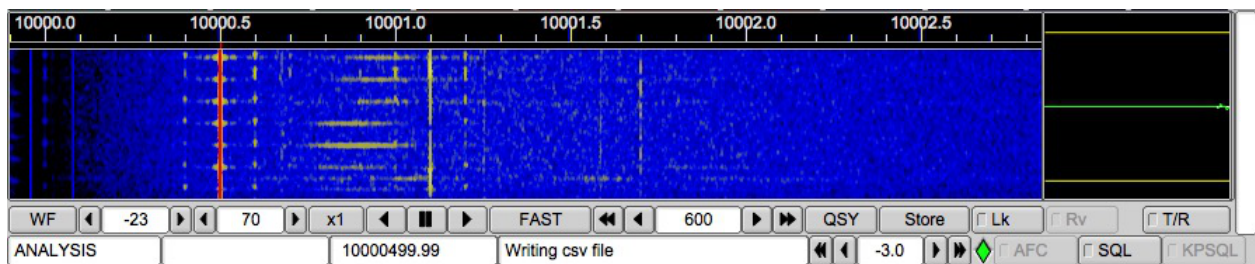 10000.0 10000.5 10001.0 10001.5 10002.0 10002.5
WF -23 70 x1 FAST 600 QSY Store Lk Rv T/R
ANALYSIS 10000499.99 Writing csv file -3.0 AFC SQL KPSQL